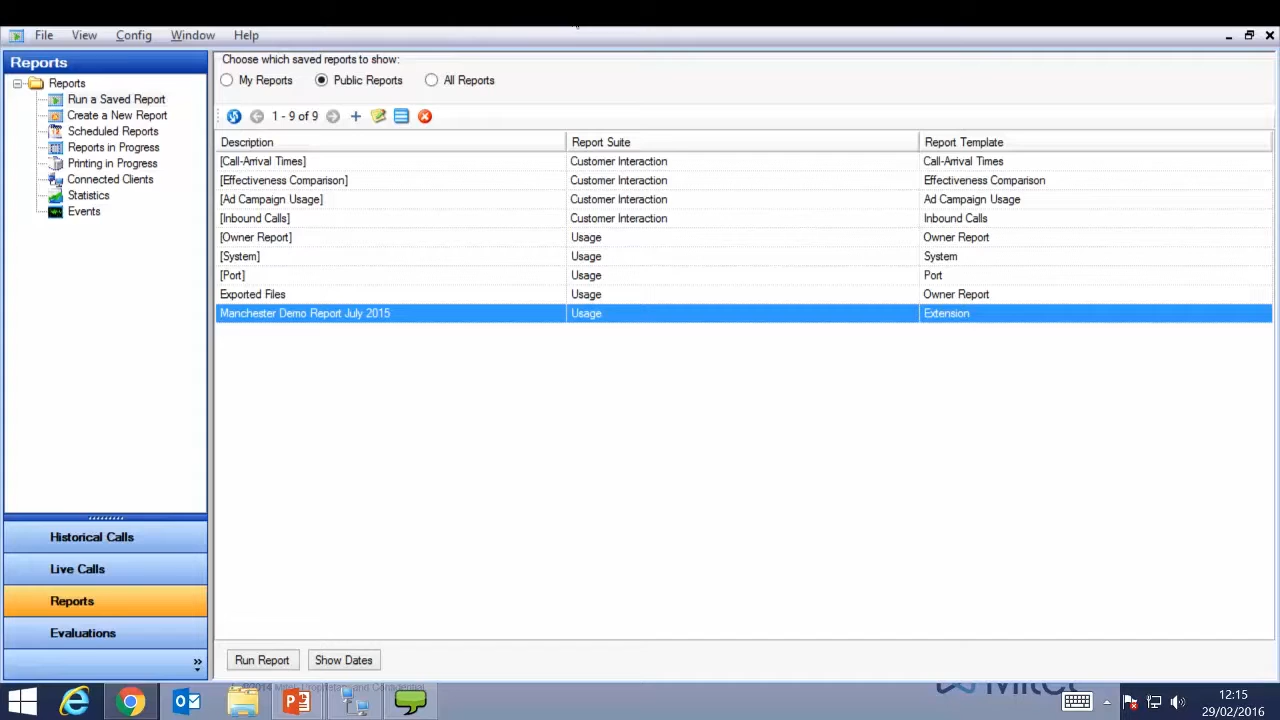 File View Config Window Help
Reports
Reports
Run a Saved Report
Create a New Report
Scheduled Reports
Reports in Progress
Printing in Progress
Connected Clients
Statistics
Events
Historical Calls
Live Calls
Reports
Evaluations
»
Choose which saved reports to show:
My Reports Public Reports All Reports
1 - 9 of 9
Description Report Suite Report Template
[Call-Arrival Times] Customer Interaction Call-Arrival Times
[Effectiveness Comparison] Customer Interaction Effectiveness Comparison
[Ad Campaign Usage] Customer Interaction Ad Campaign Usage
[Inbound Calls] Customer Interaction Inbound Calls
[Owner Report] Usage Owner Report
[System] Usage System
[Port] Usage Port
Exported Files Usage Owner Report
Manchester Demo Report July 2015 Usage Extension
Run Report Show Dates
©2014 Mitel Proprietary and Confidential
12:15
29/02/2016